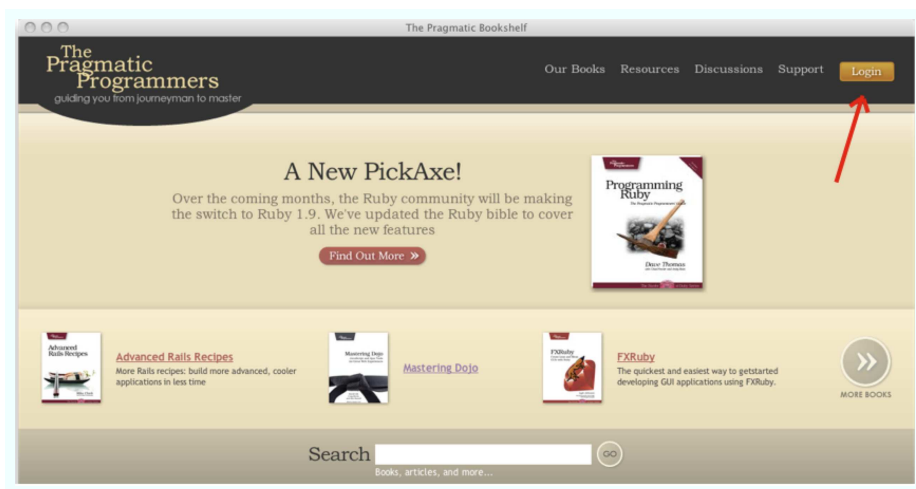 The Pragmatic Bookshelf
The
Pragmatic
Programmers
guiding you from journeyman to master
Our Books Resources Discussions Support Login
A New PickAxe!
Over the coming months, the Ruby community will be making
the switch to Ruby 1.9. We've updated the Ruby bible to cover
all the new features
Find Out More »
Programming
Ruby
Dave Thomas
Advanced
Rails Recipes
Advanced Rails Recipes
More Rails recipes: build more advanced, cooler
applications in less time
Mastering Dojo
Mastering Dojo
FXRuby
FXRuby
The quickest and easiest way to getstarted
developing GUI applications using FXRuby.
MORE BOOKS
Search
GO
Books, articles, and more...